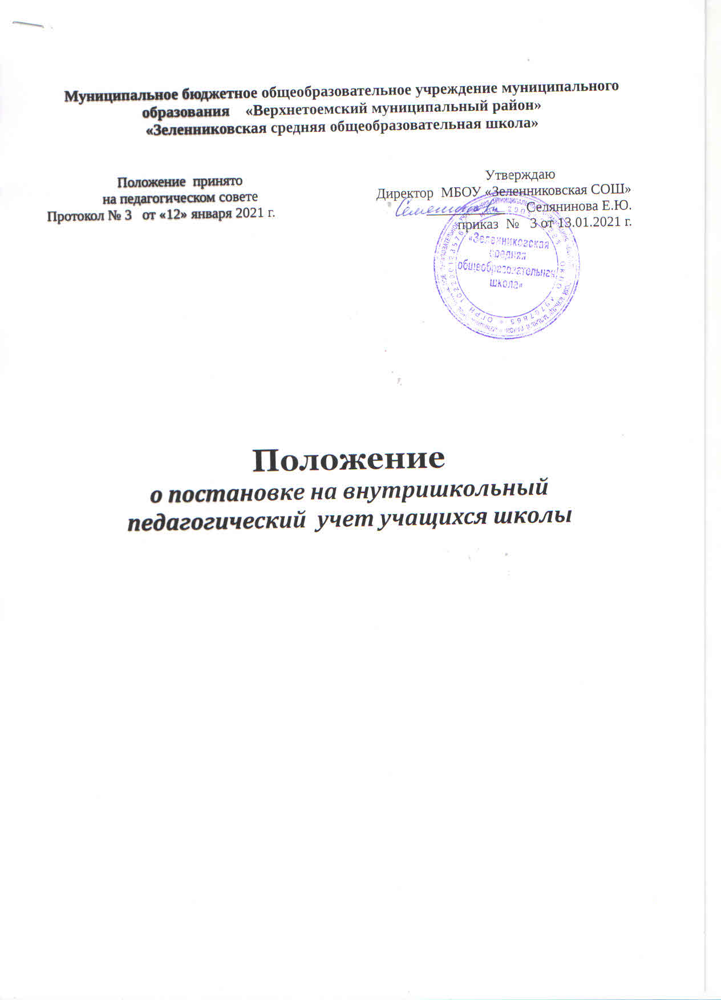 Муниципальное бюджетное общеобразовательное учреждение муниципального
образования «Верхнетоемский муниципальный район»
«Зеленниковская средняя общеобразовательная школа»
Положение принято
на педагогическом совете
Протокол № 3 от «12» января 2021 г.
Утверждаю
Директор МБОУ «Зеленниковская СОШ»
Селянинова Е.Ю.
приказ № 3 от 13.01.2021 г.
«Зеленниковская
средняя
общеобразовательная
школа»
Положение
о постановке на внутришкольный
педагогический учет учащихся школы